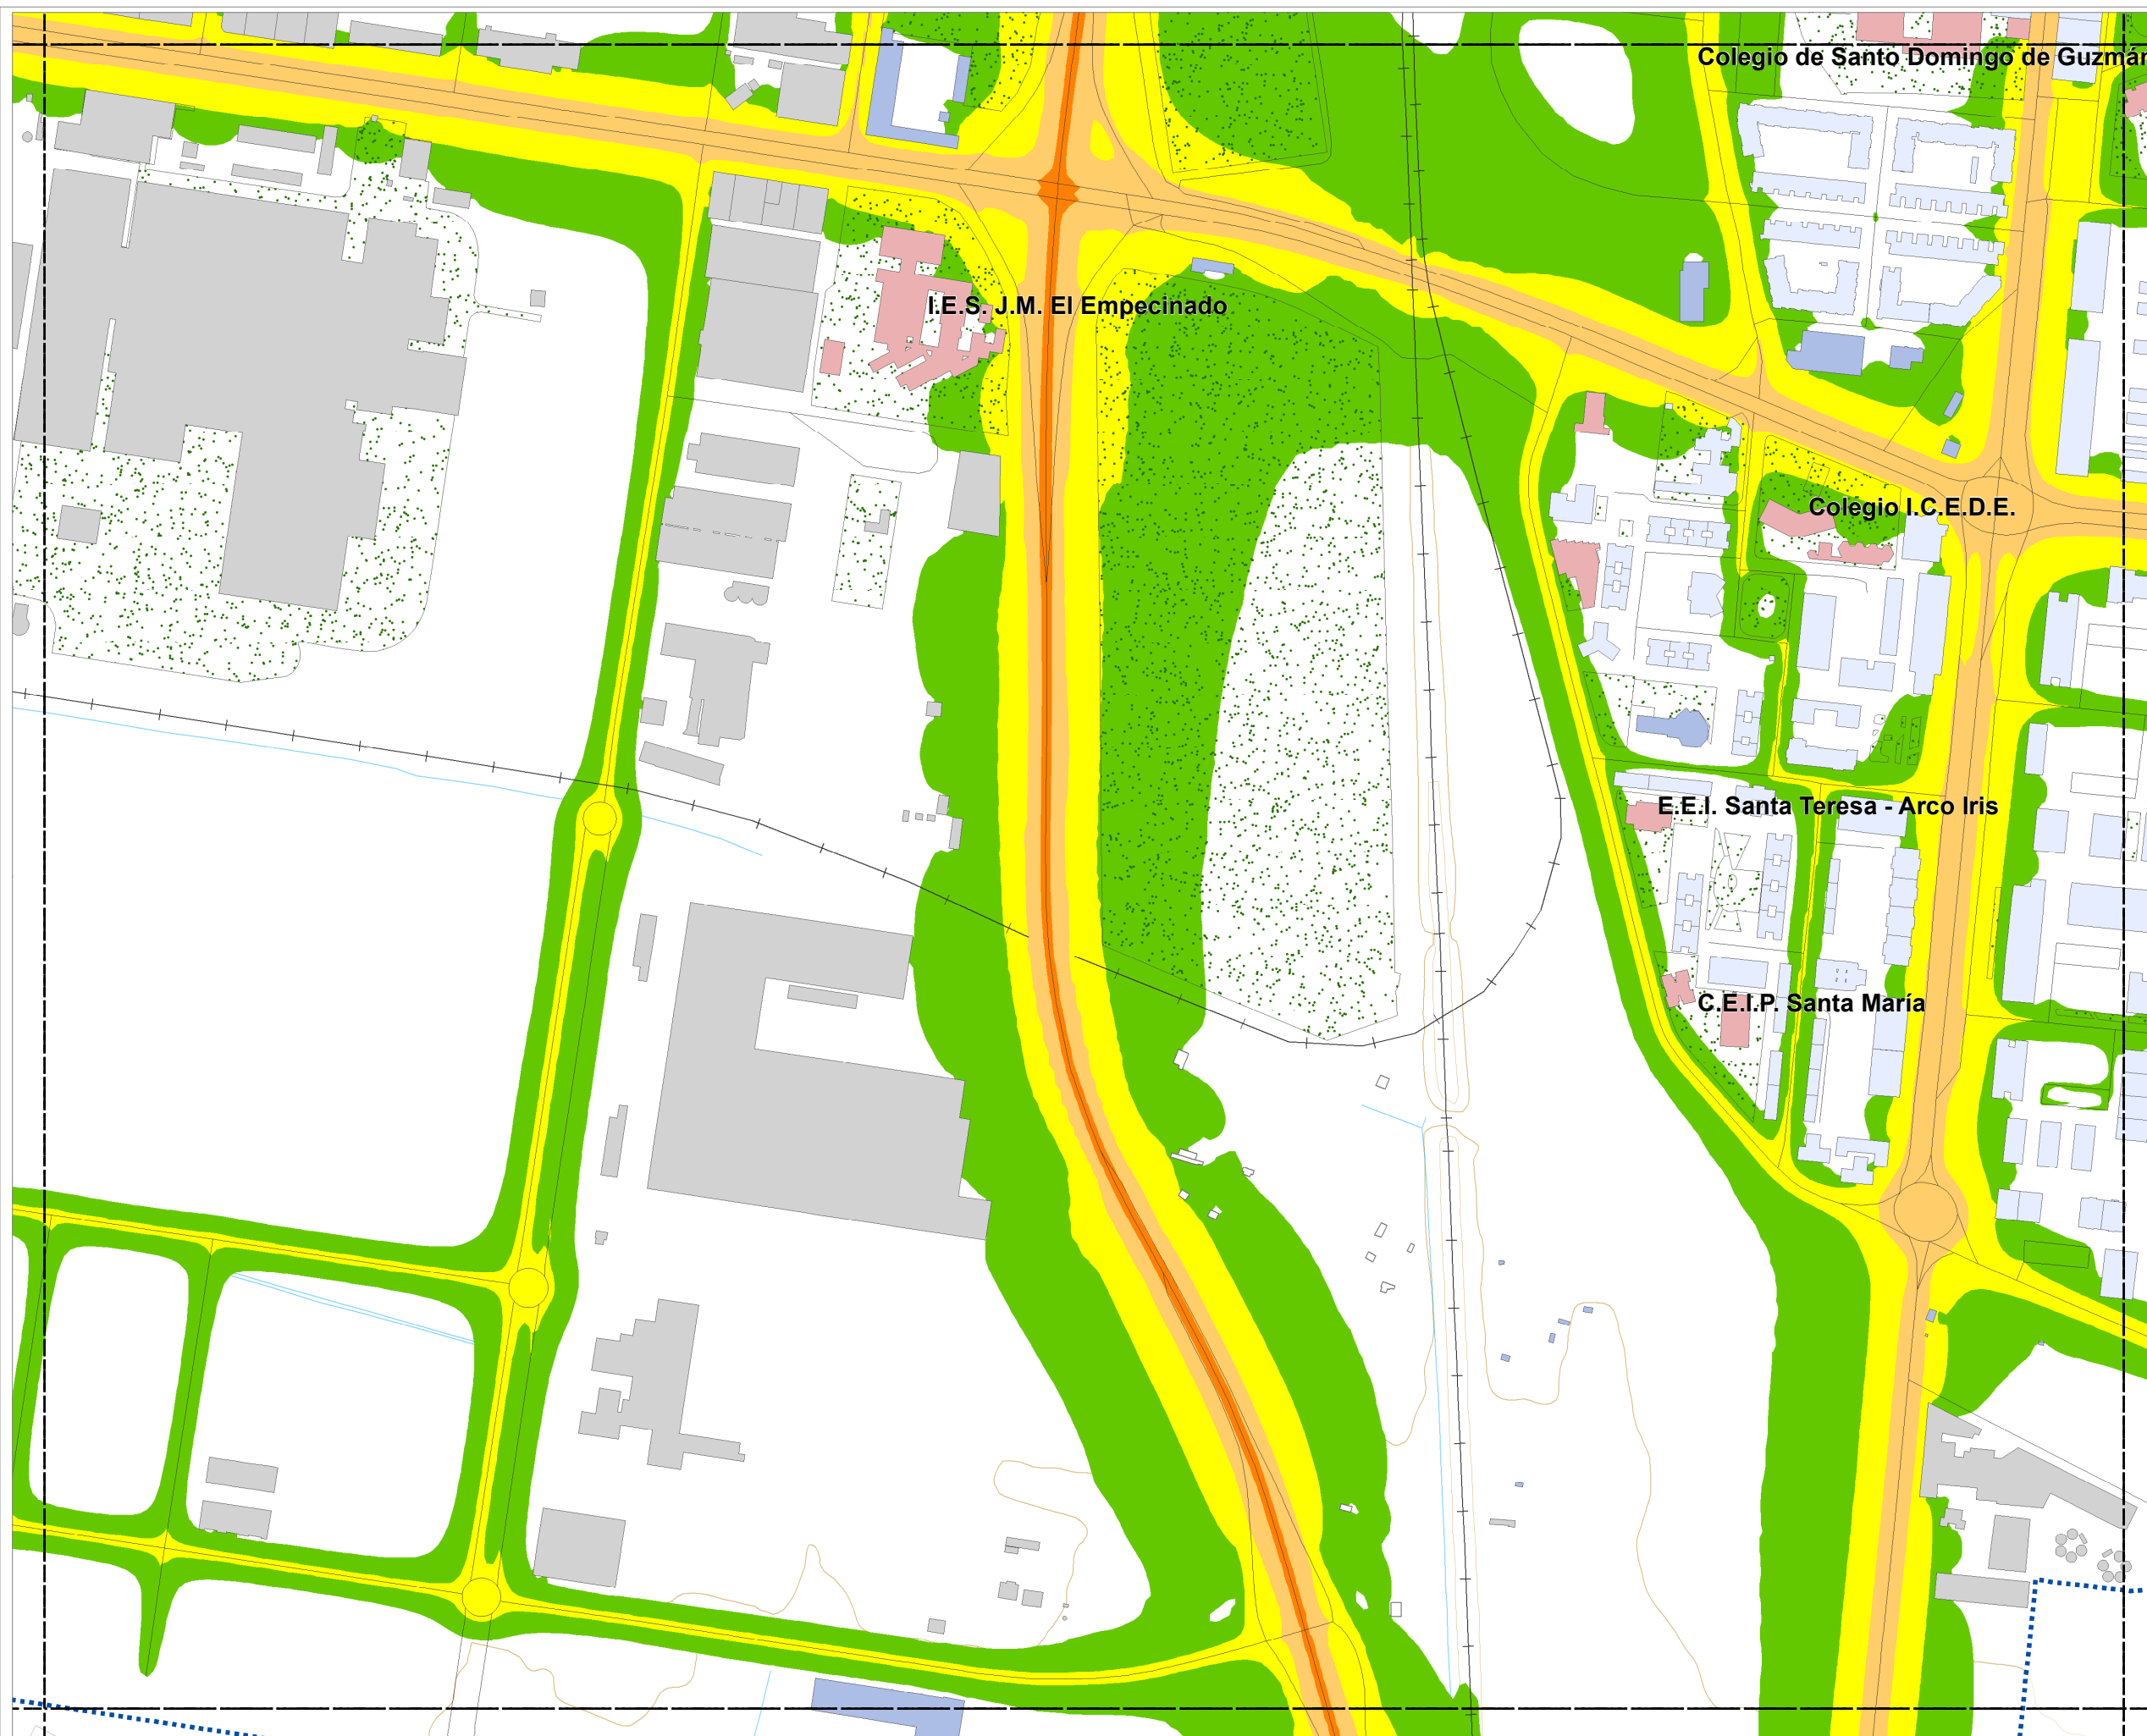 Colegio de Santo Domingo de Guzmán
I.E.S. J.M. El Empecinado
Colegio I.C.E.D.E.
E.E.I. Santa Teresa - Arco Iris
C.E.I.P. Santa María